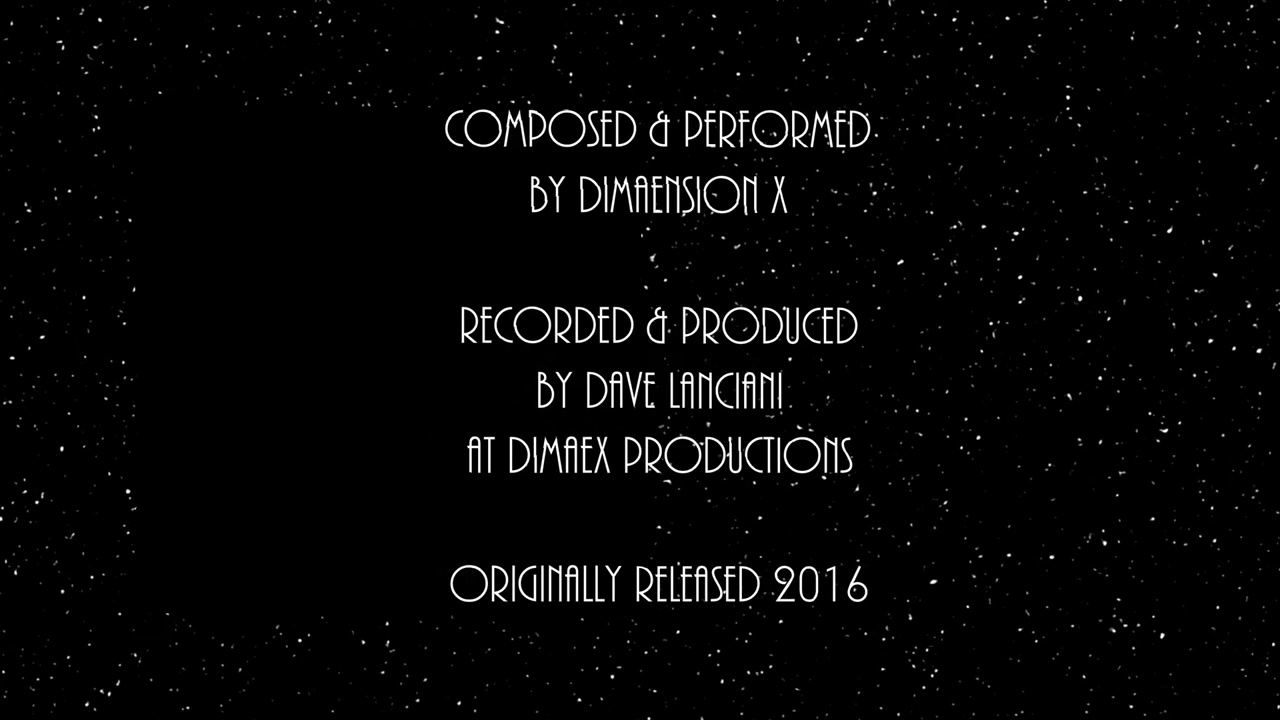 COMPOSED & PERFORMED
BY DIMAENSION X
RECORDED & PRODUCED
BY DAVE LANCIANI
AT DIMAEX PRODUCTIONS
ORIGINALLY RELEASED 2016